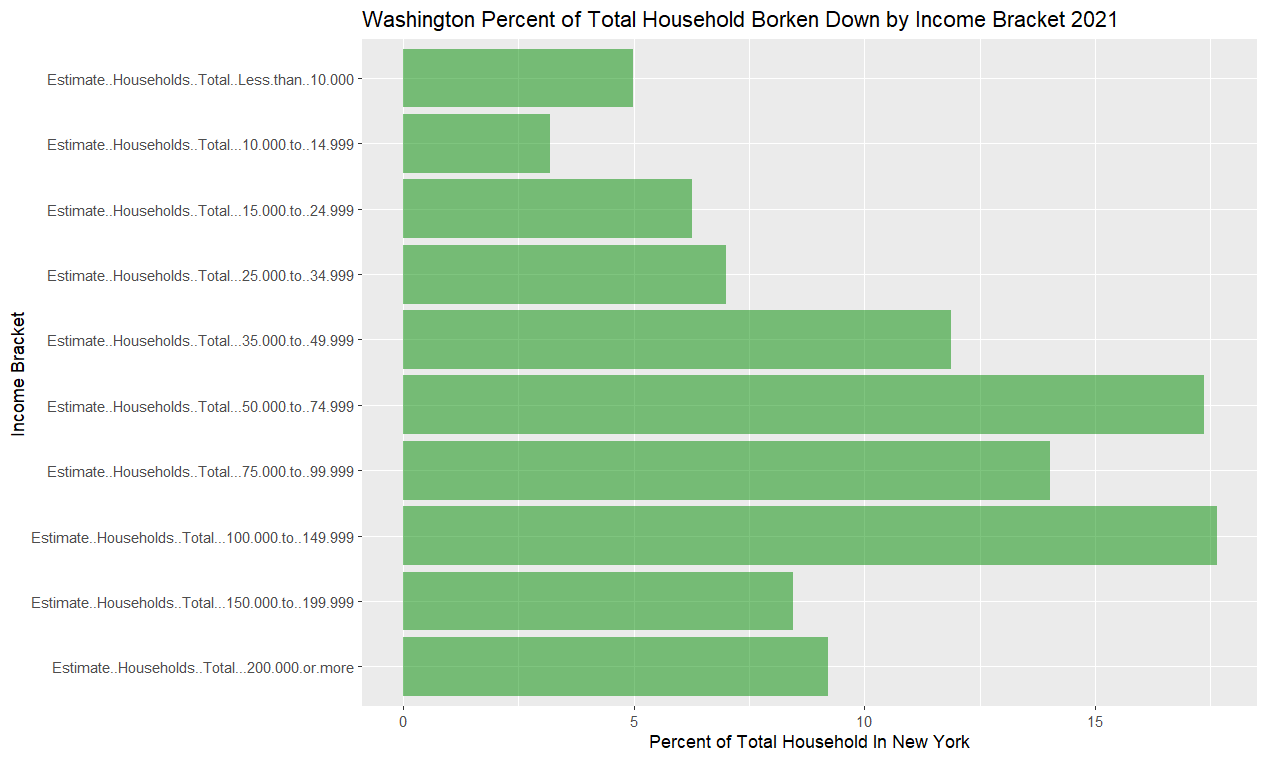 Washington Percent of Total Household Borken Down by Income Bracket 2021
Estimate..Households..Total..Less.than..10.000
Estimate..Households..Total...10.000.to..14.999
Estimate..Households..Total...15.000.to..24.999
Estimate..Households..Total...25.000.to..34.999
Estimate..Households..Total...35.000.to..49.999
Estimate..Households..Total...50.000.to..74.999
Estimate..Households..Total...75.000.to..99.999
Estimate..Households..Total...100.000.to..149.999
Estimate..Households..Total...150.000.to..199.999
Estimate..Households..Total...200.000.or.more
Income Bracket
0 5 10 15
Percent of Total Household In New York